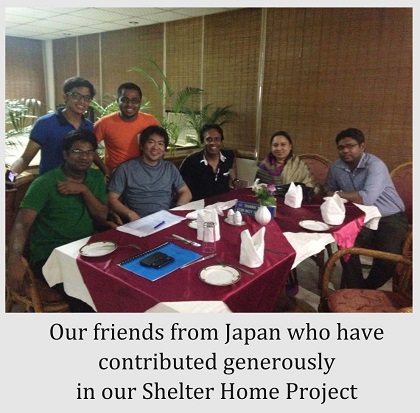 Our friends from Japan who have
contributed generously
in our Shelter Home Project